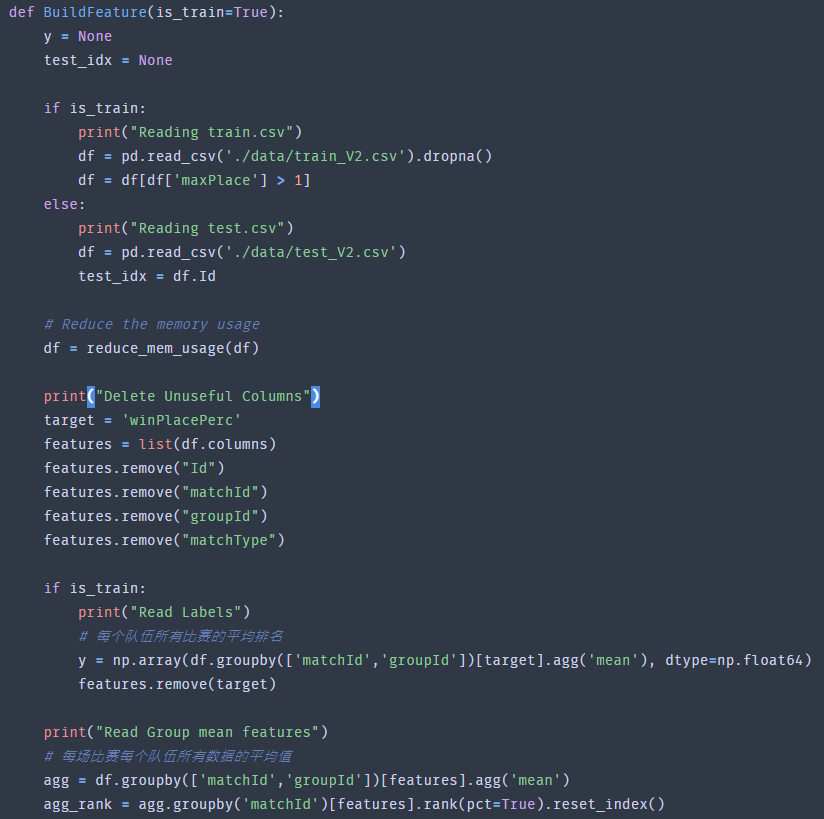 def BuildFeature(is_train=True):
    y = None
    test_idx = None

    if is_train:
        print("Reading train.csv")
        df = pd.read_csv('./data/train_V2.csv').dropna()
        df = df[df['maxPlace'] > 1]
    else:
        print("Reading test.csv")
        df = pd.read_csv('./data/test_V2.csv')
        test_idx = df.Id

    # Reduce the memory usage
    df = reduce_mem_usage(df)

    print("Delete Unuseful Columns")
    target = 'winPlacePerc'
    features = list(df.columns)
    features.remove("Id")
    features.remove("matchId")
    features.remove("groupId")
    features.remove("matchType")

    if is_train:
        print("Read Labels")
        # 每个队伍所有比赛的平均排名
        y = np.array(df.groupby(['matchId','groupId'])[target].agg('mean'), dtype=np.float64)
        features.remove(target)

    print("Read Group mean features")
    # 每场比赛每个队伍所有数据的平均值
    agg = df.groupby(['matchId','groupId'])[features].agg('mean')
    agg_rank = agg.groupby('matchId')[features].rank(pct=True).reset_index()